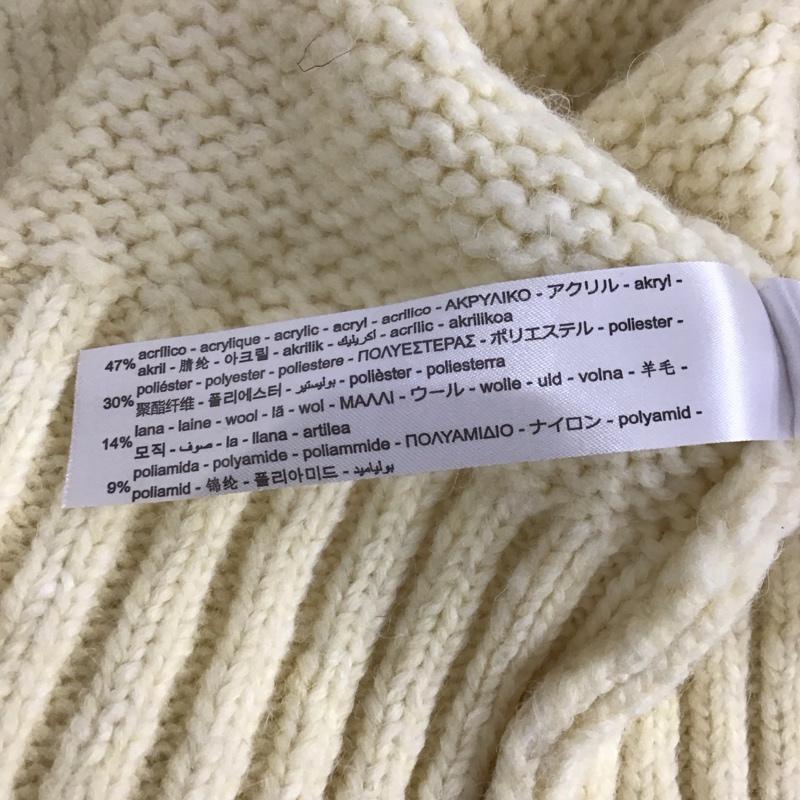 47% acrílico - acrylique - acrylic - acryl - acrilico - ΑΚΡΥΛΙΚΟ - アクリル - akryl -
akril - 腈纶 - 아크릴 - akrilik - اكريليك - acrílic - akrilikoa
30% poliéster - polyester - poliestere - ΠΟΛΥΕΣΤΕΡΑΣ - ポリエステル - poliester -
聚酯纤维 - 폴리에스터 - بوليستير - polièster - poliesterra
14% lana - laine - wool - lã - wol - ΜΑΛΛΙ - ウール - wolle - uld - volna - 羊毛 -
모직 - صوف - la - llana - artilea
9% poliamida - polyamide - poliammide - ΠΟΛΥΑΜΙΔΙΟ - ナイロン - polyamid -
poliamid - 锦纶 - 폴리아미드 - بولياميد